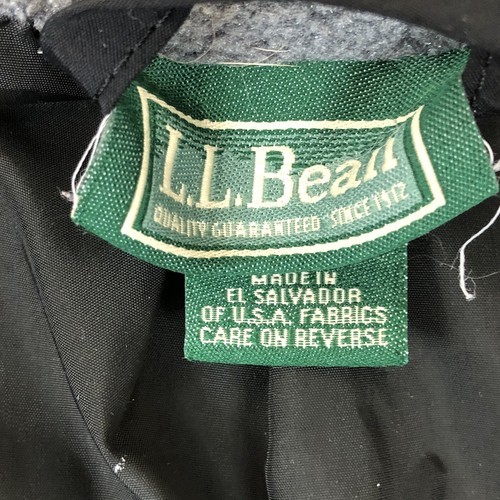 L.L.Bean
QUALITY GUARANTEED SINCE 1912
MADE IN
EL SALVADOR
OF U.S.A. FABRICS
CARE ON REVERSE